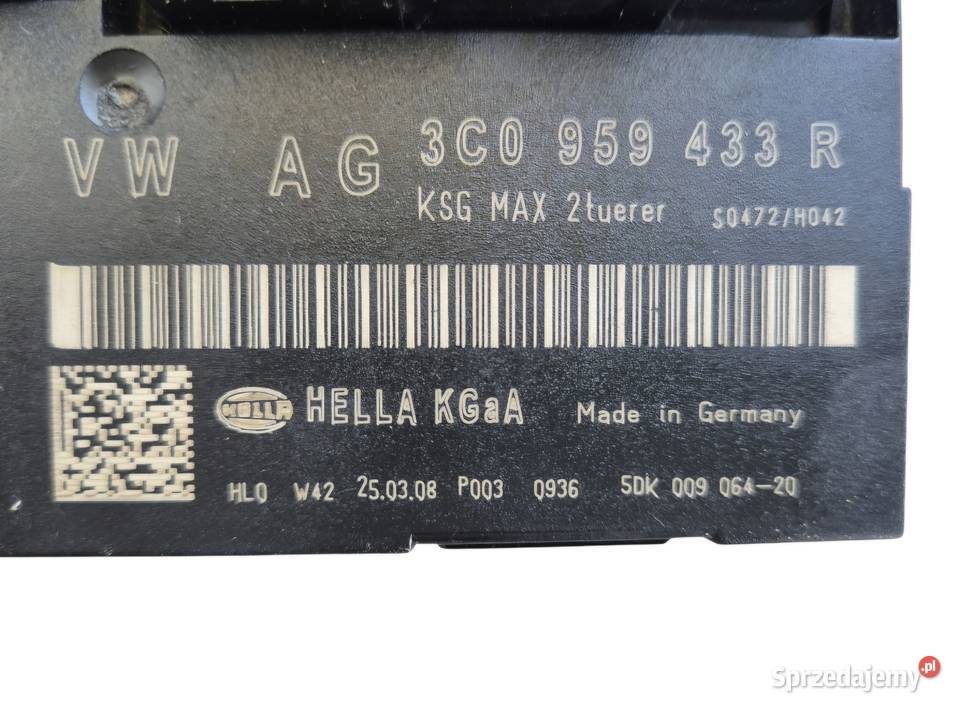 VW AG 3C0 959 433 R
KSG MAX 2tuerer S0472/H042
HELLA HELLA KGaA Made in Germany
HLO W42 25.03.08 P003 0936 5DK 009 064-20
Sprzedajemy.pl